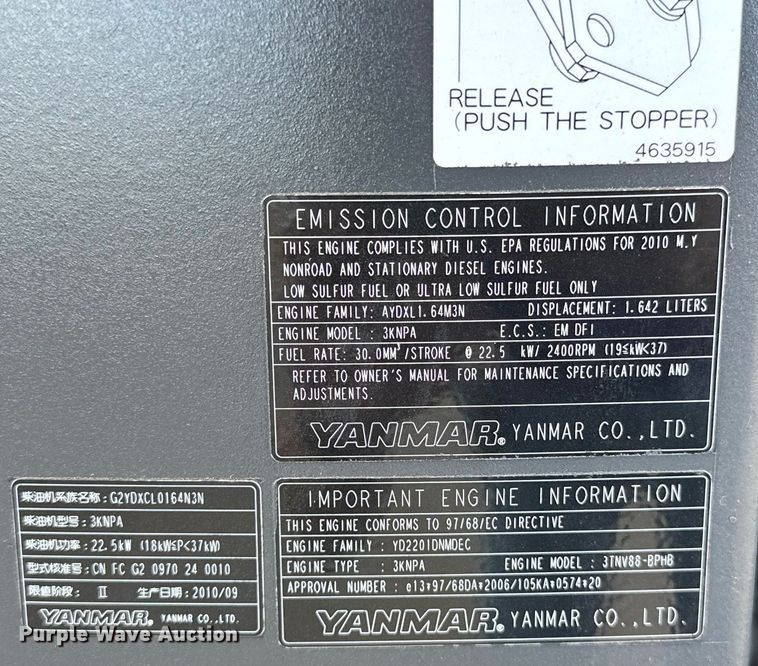 RELEASE
(PUSH THE STOPPER)
4635915
EMISSION CONTROL INFORMATION
THIS ENGINE COMPLIES WITH U.S. EPA REGULATIONS FOR 2010 M.Y
NONROAD AND STATIONARY DIESEL ENGINES.
LOW SULFUR FUEL OR ULTRA LOW SULFUR FUEL ONLY
ENGINE FAMILY: AYDXL1.64M3N DISPLACEMENT: 1.642 LITERS
ENGINE MODEL : 3KNPA E.C.S.: EM DFI
FUEL RATE: 30.0MM³/STROKE @ 22.5 kW/ 2400RPM (19≦kW<37)
REFER TO OWNER'S MANUAL FOR MAINTENANCE SPECIFICATIONS AND
ADJUSTMENTS.
YANMAR® YANMAR CO.,LTD.
柴油机系族名称: G2YDXCL0164N3N
柴油机型号: 3KNPA
柴油机功率: 22.5kW (18kW≦P<37kW)
型式核准号: CN FC G2 0970 24 0010
限值阶段: Ⅱ 生产日期: 2010/09
YANMAR® YANMAR CO.,LTD.
IMPORTANT ENGINE INFORMATION
THIS ENGINE CONFORMS TO 97/68/EC DIRECTIVE
ENGINE FAMILY : YD2201DNMDEC
ENGINE TYPE : 3KNPA ENGINE MODEL : 3TNV88-BPHB
APPROVAL NUMBER : e13*97/68DA*2006/105KA*0574*20
YANMAR® YANMAR CO.,LTD.
Purple Wave Auction